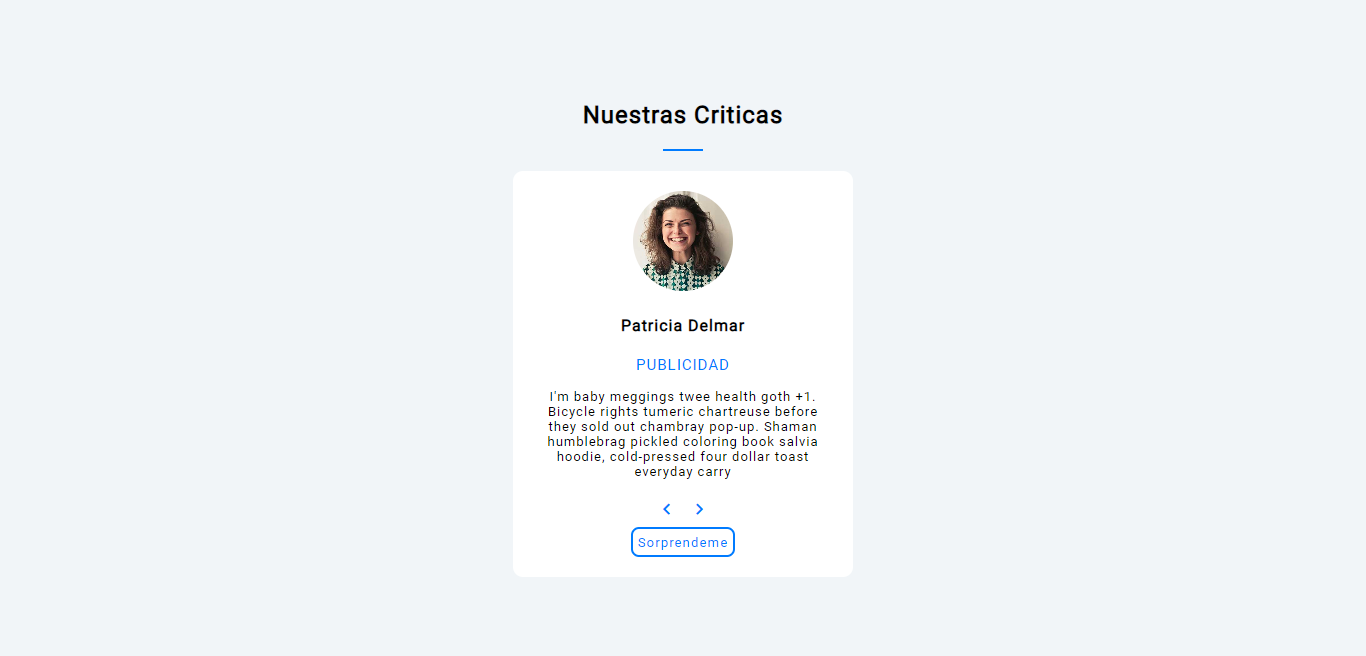 Nuestras Criticas
Patricia Delmar
PUBLICIDAD
I'm baby meggings twee health goth +1.
Bicycle rights tumeric chartreuse before
they sold out chambray pop-up. Shaman
humblebrag pickled coloring book salvia
hoodie, cold-pressed four dollar toast
everyday carry
Sorprendeme